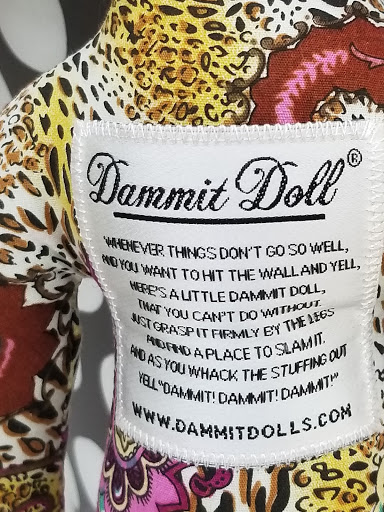 Dammit Doll®
WHENEVER THINGS DON'T GO SO WELL,
AND YOU WANT TO HIT THE WALL AND YELL,
HERE'S A LITTLE DAMMIT DOLL,
THAT YOU CAN'T DO WITHOUT.
JUST GRASP IT FIRMLY BY THE LEGS
AND FIND A PLACE TO SLAM IT.
AND AS YOU WHACK THE STUFFING OUT
YELL "DAMMIT! DAMMIT! DAMMIT!"
WWW.DAMMITDOLLS.COM